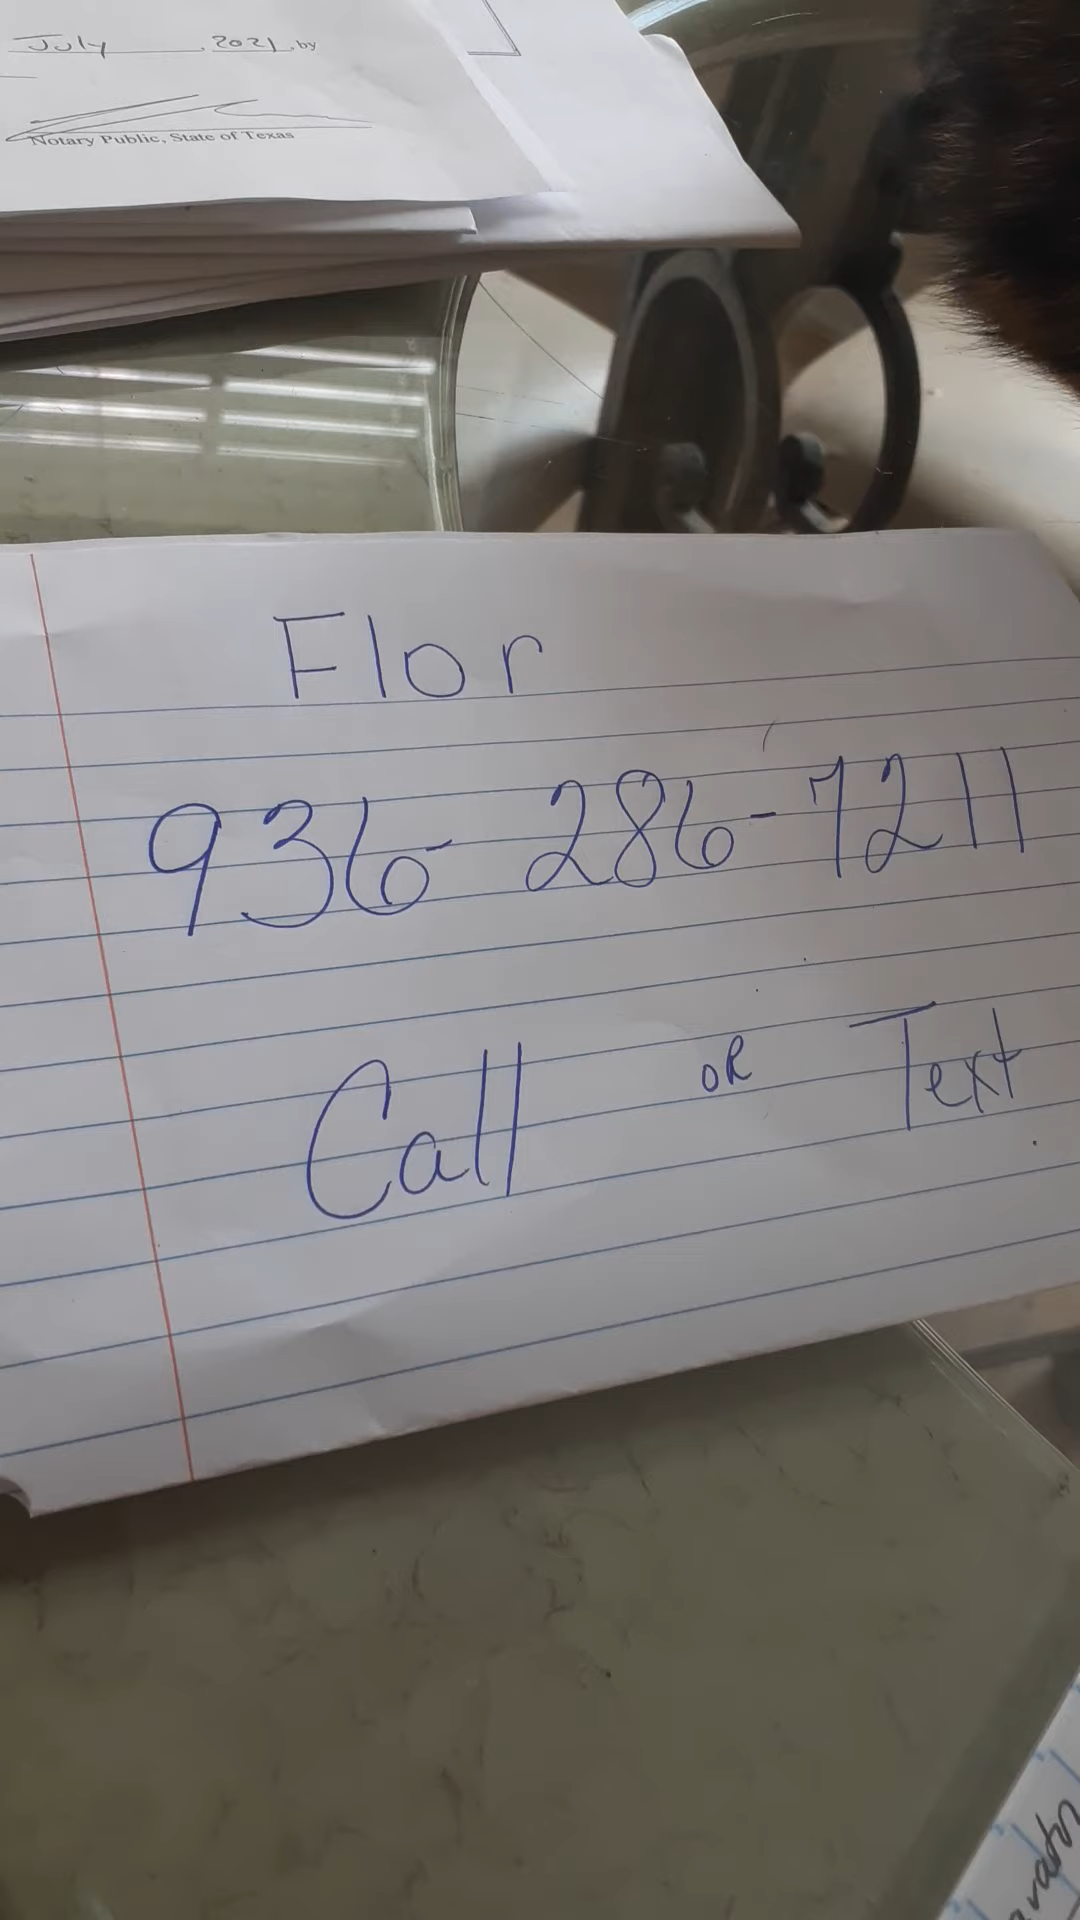 July , 2021, by
Notary Public, State of Texas
Flor
936-286-7211
Call OR Text